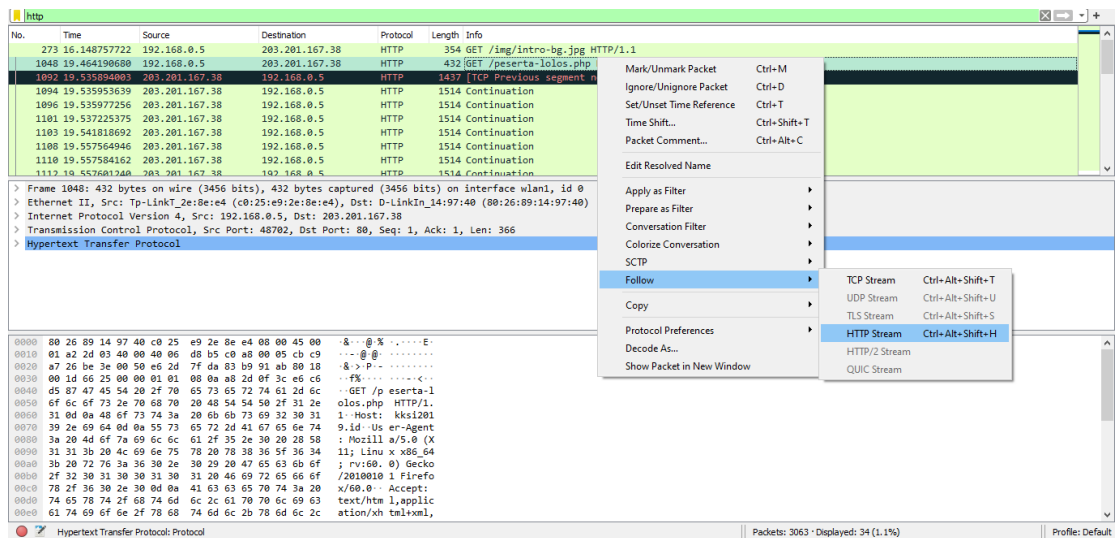 http
No. Time Source Destination Protocol Length Info
273 16.148757722 192.168.0.5 203.201.167.38 HTTP 354 GET /img/intro-bg.jpg HTTP/1.1
1048 19.464190680 192.168.0.5 203.201.167.38 HTTP 432 GET /peserta-lolos.php
1092 19.535894003 203.201.167.38 192.168.0.5 HTTP 1437 [TCP Previous segment n
1094 19.535953639 203.201.167.38 192.168.0.5 HTTP 1514 Continuation
1096 19.535977256 203.201.167.38 192.168.0.5 HTTP 1514 Continuation
1101 19.537225375 203.201.167.38 192.168.0.5 HTTP 1514 Continuation
1103 19.541818692 203.201.167.38 192.168.0.5 HTTP 1514 Continuation
1108 19.557564946 203.201.167.38 192.168.0.5 HTTP 1514 Continuation
1110 19.557584162 203.201.167.38 192.168.0.5 HTTP 1514 Continuation
1112 19.557601240 203.201.167.38 192.168.0.5 HTTP 1514 Continuation
Mark/Unmark Packet Ctrl+M
Ignore/Unignore Packet Ctrl+D
Set/Unset Time Reference Ctrl+T
Time Shift... Ctrl+Shift+T
Packet Comment... Ctrl+Alt+C
Edit Resolved Name
Apply as Filter
Prepare as Filter
Conversation Filter
Colorize Conversation
SCTP
Follow
Copy
Protocol Preferences
Decode As...
Show Packet in New Window
TCP Stream Ctrl+Alt+Shift+T
UDP Stream Ctrl+Alt+Shift+U
TLS Stream Ctrl+Alt+Shift+S
HTTP Stream Ctrl+Alt+Shift+H
HTTP/2 Stream
QUIC Stream
> Frame 1048: 432 bytes on wire (3456 bits), 432 bytes captured (3456 bits) on interface wlan1, id 0
> Ethernet II, Src: Tp-LinkT_2e:8e:e4 (c0:25:e9:2e:8e:e4), Dst: D-LinkIn_14:97:40 (80:26:89:14:97:40)
> Internet Protocol Version 4, Src: 192.168.0.5, Dst: 203.201.167.38
> Transmission Control Protocol, Src Port: 48702, Dst Port: 80, Seq: 1, Ack: 1, Len: 366
> Hypertext Transfer Protocol
0000 80 26 89 14 97 40 c0 25 e9 2e 8e e4 08 00 45 00 ·&···@·% ·.····E·
0010 01 a2 2d 03 40 00 40 06 d8 b5 c0 a8 00 05 cb c9 ··-·@·@· ········
0020 a7 26 be 3e 00 50 e6 2d 7f da 83 b9 91 ab 80 18 ·&·>·P·- ········
0030 00 1d 66 25 00 00 01 01 08 0a a8 2d 0f 3c e6 c6 ··f%···· ···-·<··
0040 d5 87 47 45 54 20 2f 70 65 73 65 72 74 61 2d 6c ··GET /p eserta-l
0050 6f 6c 6f 73 2e 70 68 70 20 48 54 54 50 2f 31 2e olos.php HTTP/1.
0060 31 0d 0a 48 6f 73 74 3a 20 6b 6b 73 69 32 30 31 1··Host: kksi201
0070 39 2e 69 64 0d 0a 55 73 65 72 2d 41 67 65 6e 74 9.id··Us er-Agent
0080 3a 20 4d 6f 7a 69 6c 6c 61 2f 35 2e 30 20 28 58 : Mozill a/5.0 (X
0090 31 31 3b 20 4c 69 6e 75 78 20 78 38 36 5f 36 34 11; Linu x x86_64
00a0 3b 20 72 76 3a 36 30 2e 30 29 20 47 65 63 6b 6f ; rv:60. 0) Gecko
00b0 2f 32 30 31 30 30 31 30 31 20 46 69 72 65 66 6f /2010010 1 Firefo
00c0 78 2f 36 30 2e 30 0d 0a 41 63 63 65 70 74 3a 20 x/60.0·· Accept:
00d0 74 65 78 74 2f 68 74 6d 6c 2c 61 70 70 6c 69 63 text/htm l,applic
00e0 61 74 69 6f 6e 2f 78 68 74 6d 6c 2b 78 6d 6c 2c ation/xh tml+xml,
Hypertext Transfer Protocol: Protocol Packets: 3063 · Displayed: 34 (1.1%) Profile: Default